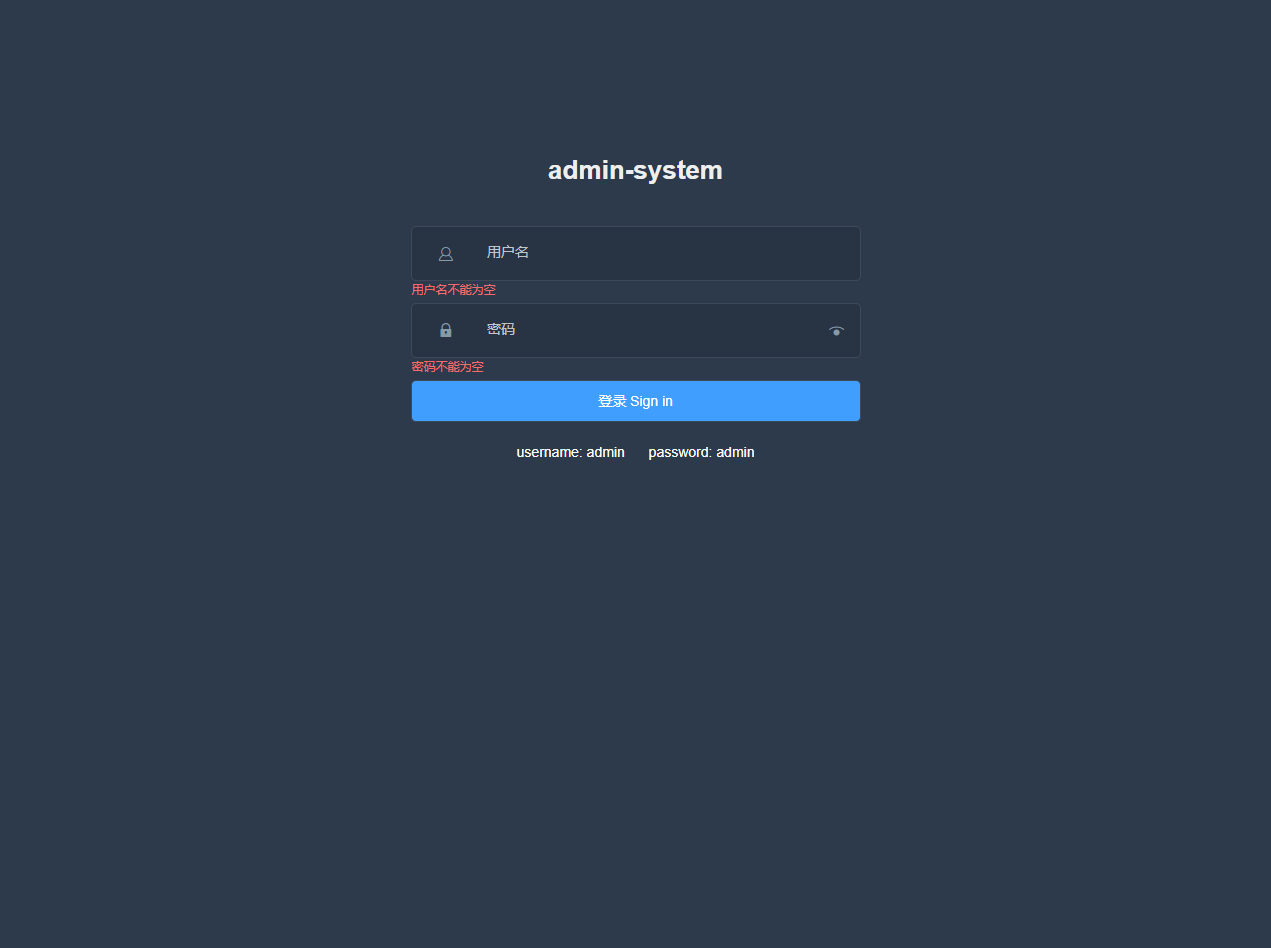 admin-system
用户名
用户名不能为空
密码
密码不能为空
登录 Sign in
username: admin password: admin